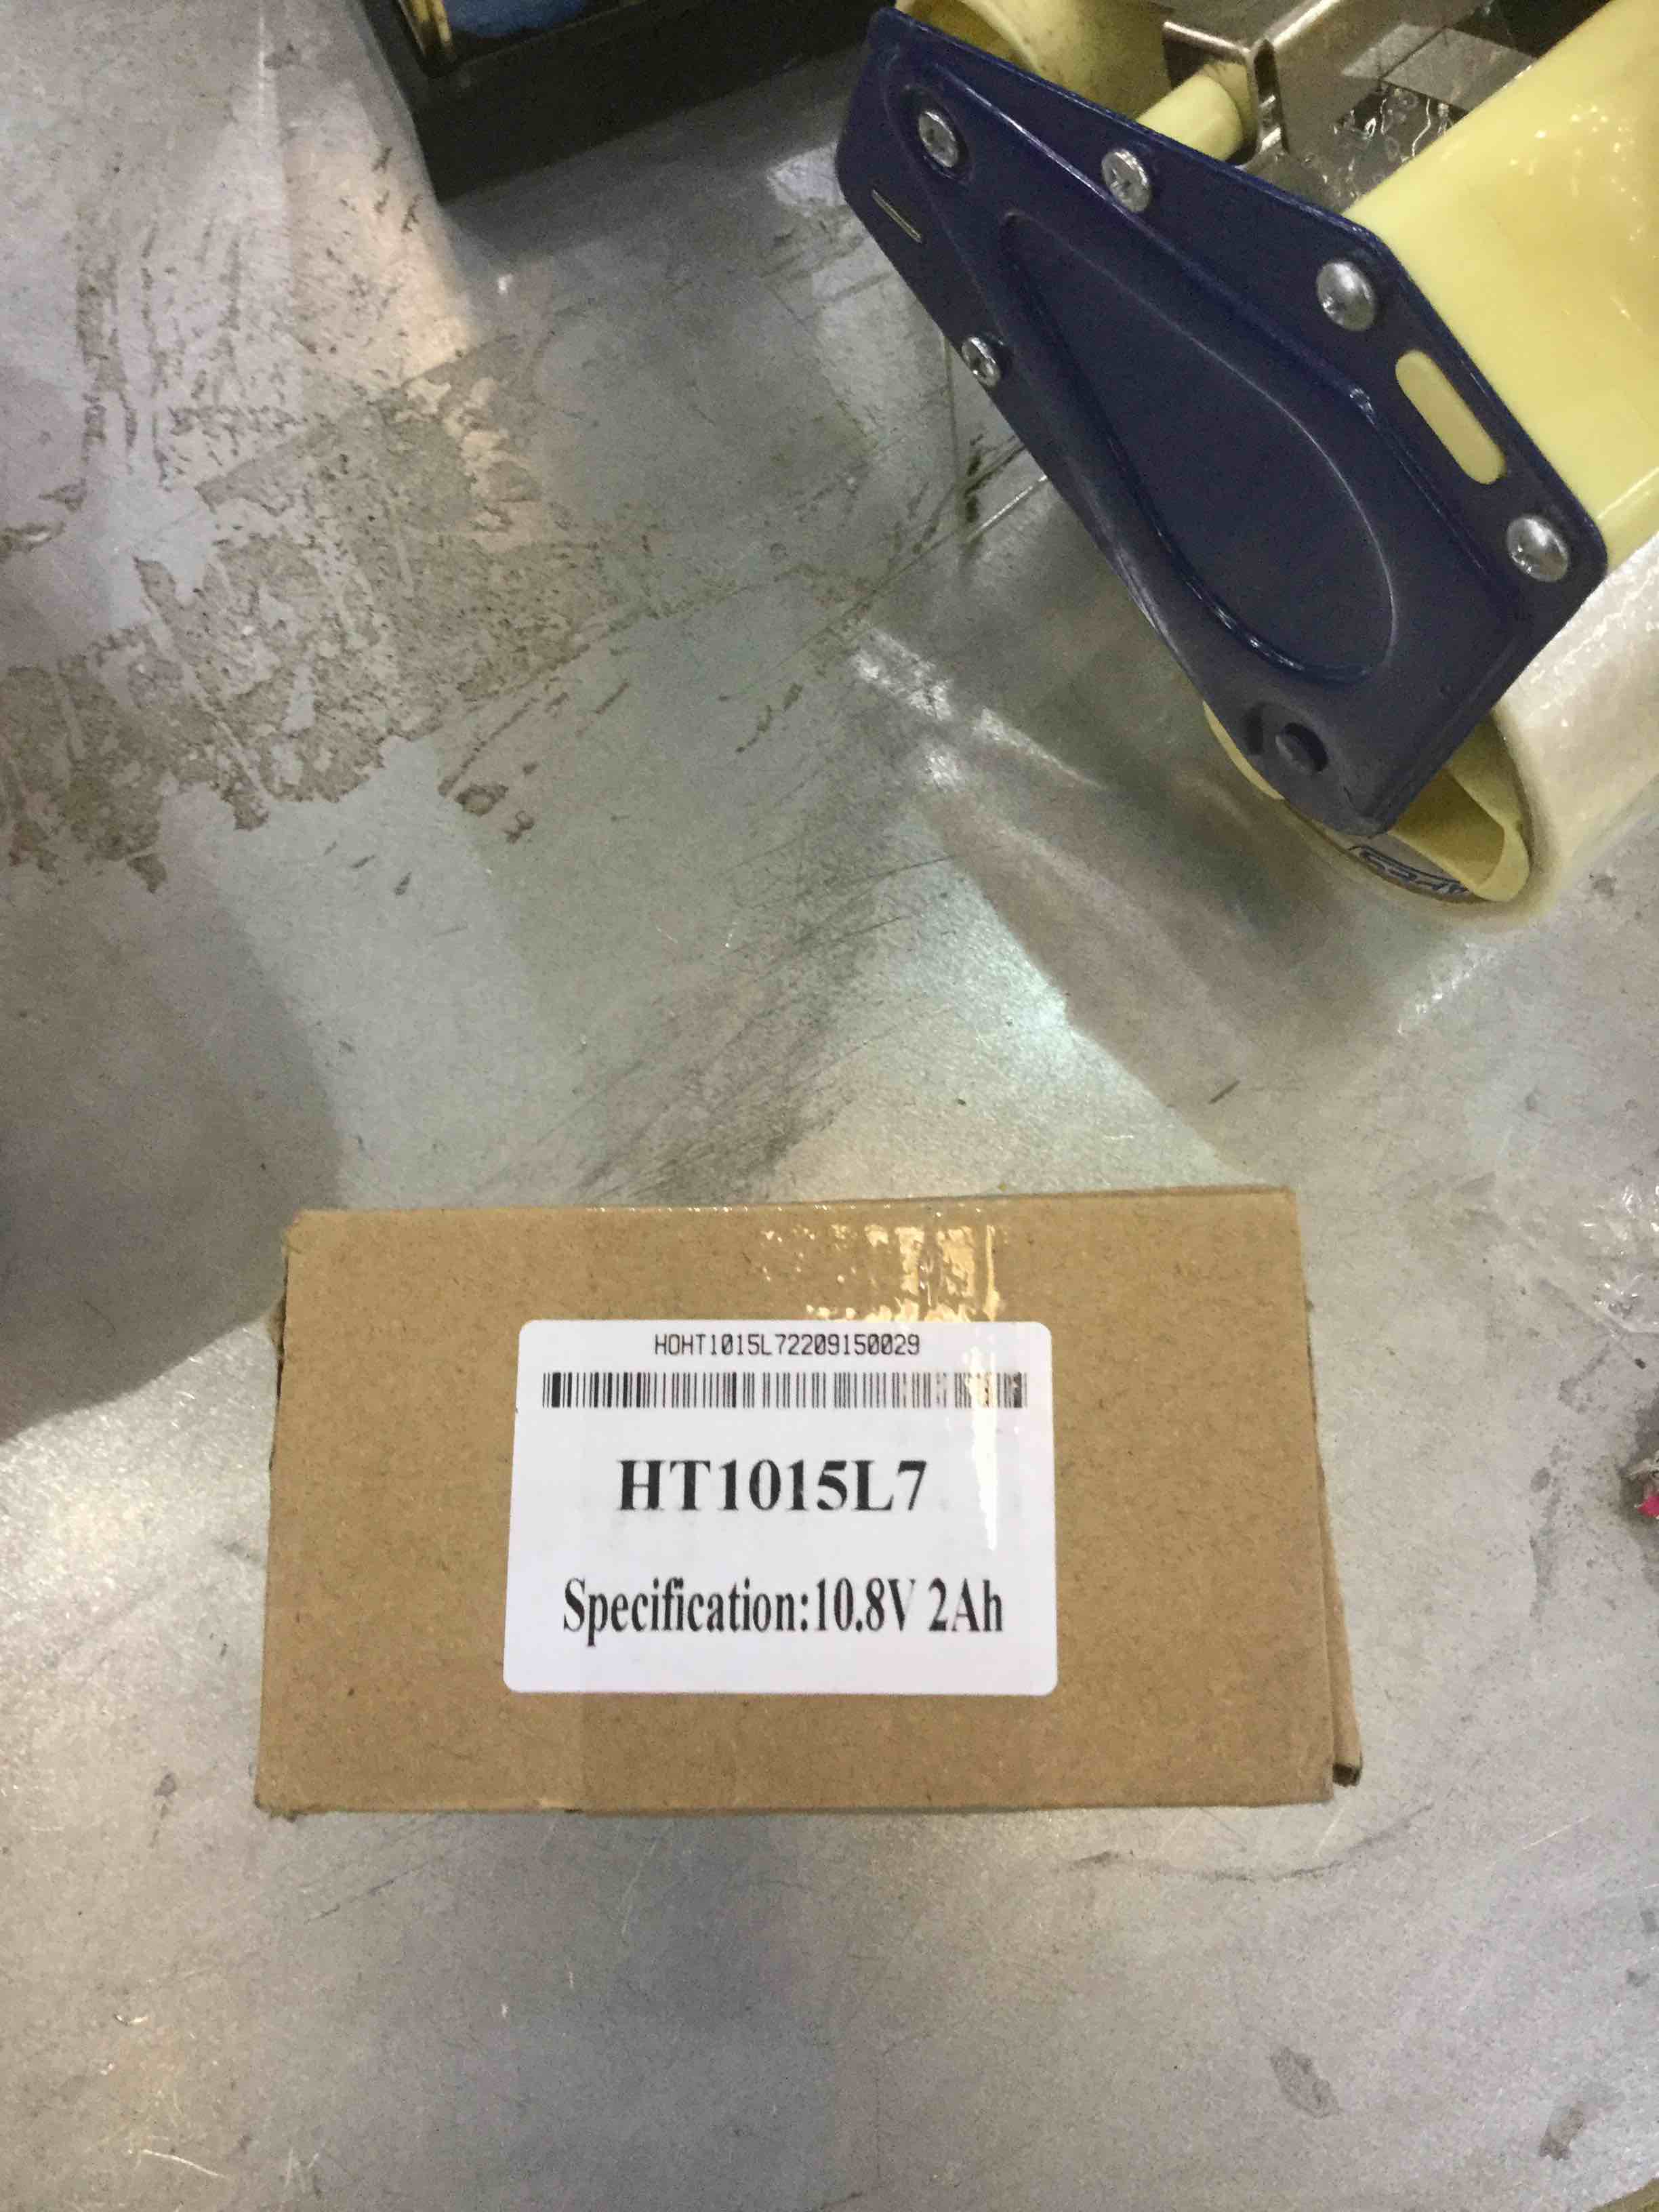 HOHT1015L72209150029
HT1015L7
Specification:10.8V 2Ah